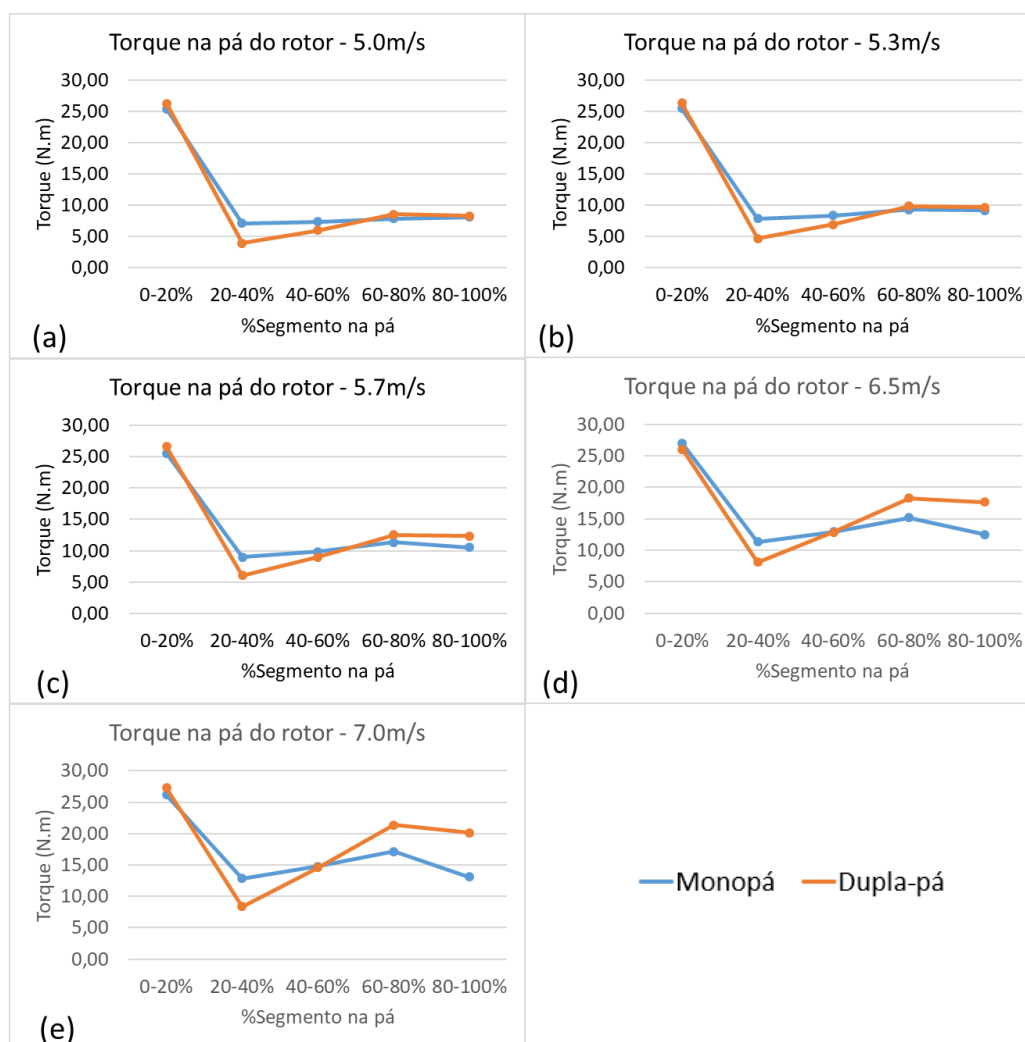 Torque na pá do rotor - 5.0m/s
Torque (N.m)
30,00
25,00
20,00
15,00
10,00
5,00
0,00
0-20% 20-40% 40-60% 60-80% 80-100%
%Segmento na pá
(a)
Torque na pá do rotor - 5.3m/s
Torque (N.m)
30,00
25,00
20,00
15,00
10,00
5,00
0,00
0-20% 20-40% 40-60% 60-80% 80-100%
%Segmento na pá
(b)
Torque na pá do rotor - 5.7m/s
Torque (N.m)
30,00
25,00
20,00
15,00
10,00
5,00
0,00
0-20% 20-40% 40-60% 60-80% 80-100%
%Segmento na pá
(c)
Torque na pá do rotor - 6.5m/s
Torque (N.m)
30,00
25,00
20,00
15,00
10,00
5,00
0,00
0-20% 20-40% 40-60% 60-80% 80-100%
%Segmento na pá
(d)
Torque na pá do rotor - 7.0m/s
Torque (N.m)
30,00
25,00
20,00
15,00
10,00
5,00
0,00
0-20% 20-40% 40-60% 60-80% 80-100%
%Segmento na pá
(e)
Monopá Dupla-pá